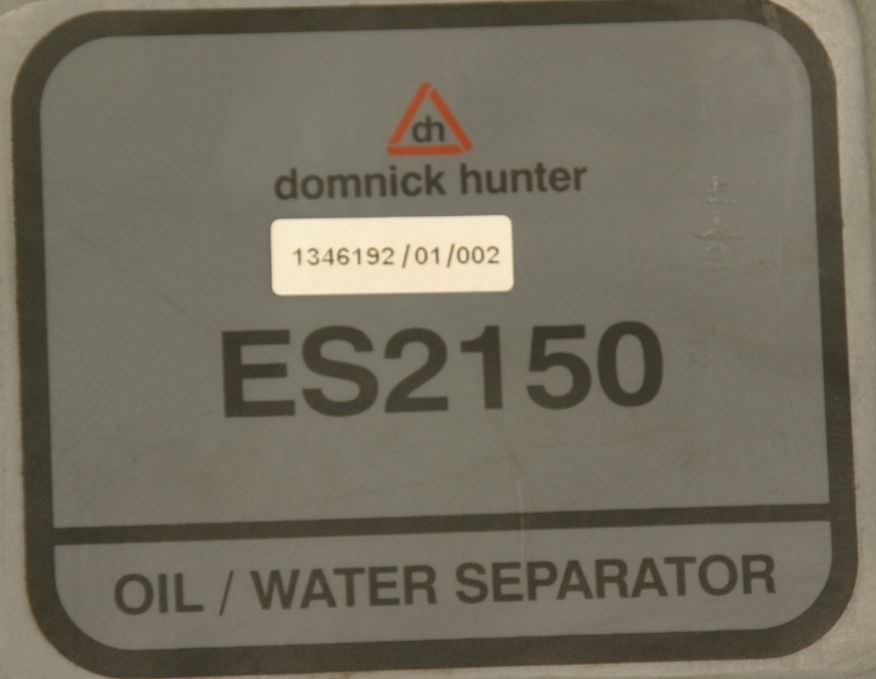 dh
domnick hunter
1346192/01/002
ES2150
OIL / WATER SEPARATOR